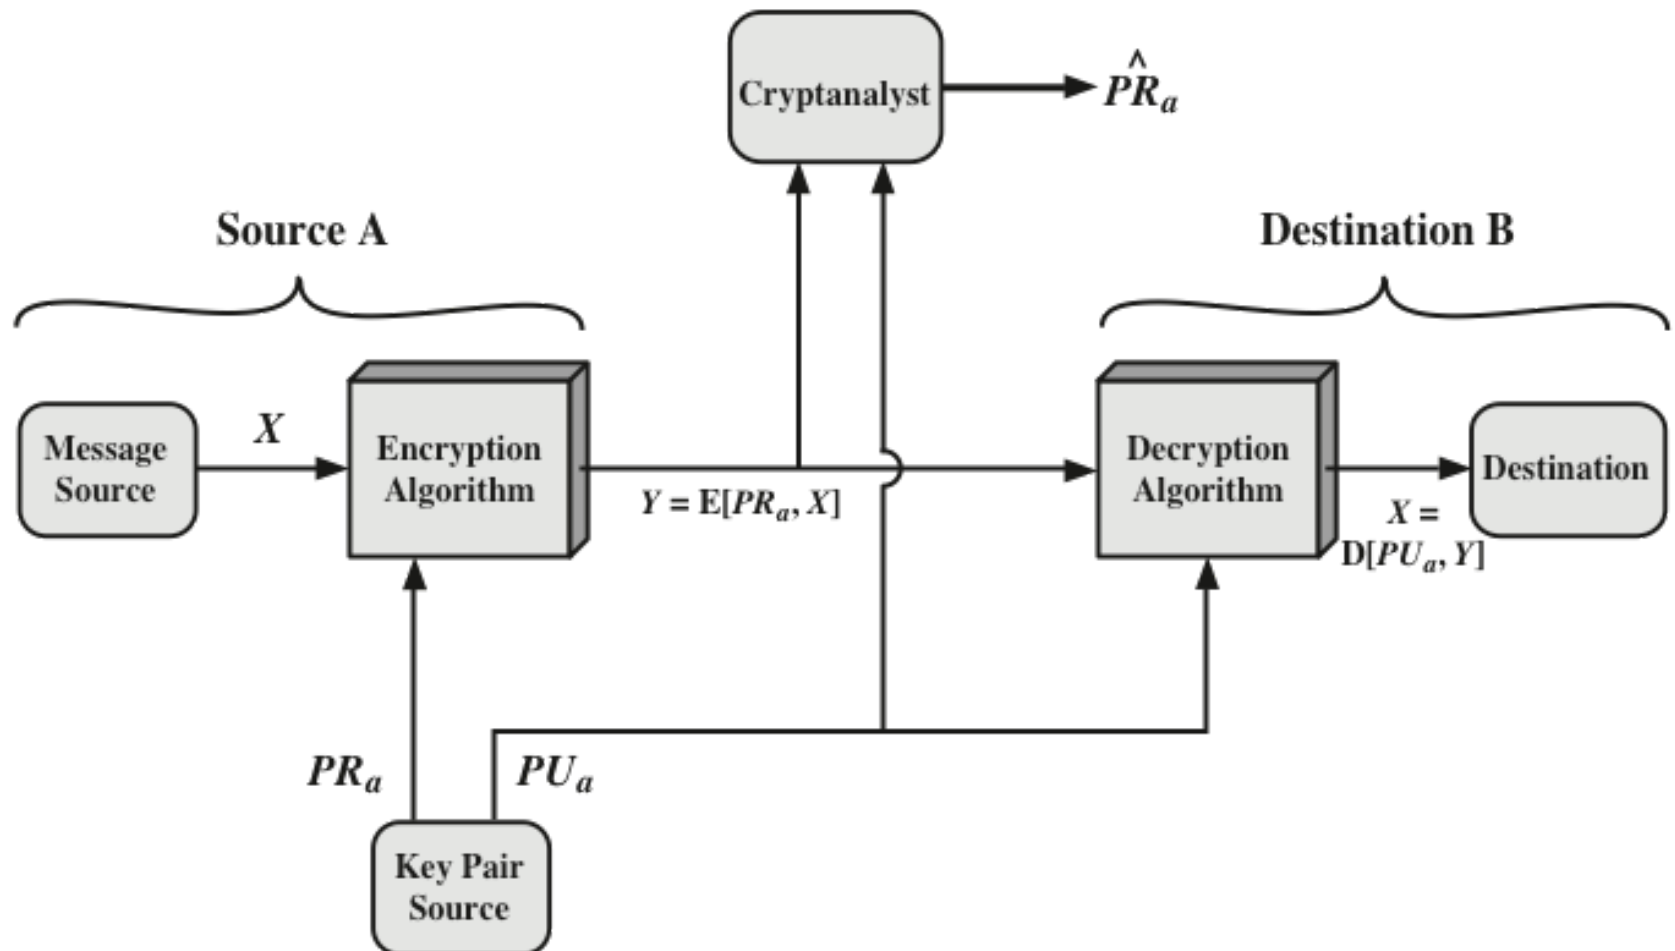 Cryptanalyst
P̂Rₐ
Source A
Destination B
Message
Source
X
Encryption
Algorithm
Y = E[PRₐ, X]
Decryption
Algorithm
X =
D[PUₐ, Y]
Destination
PRₐ
PUₐ
Key Pair
Source